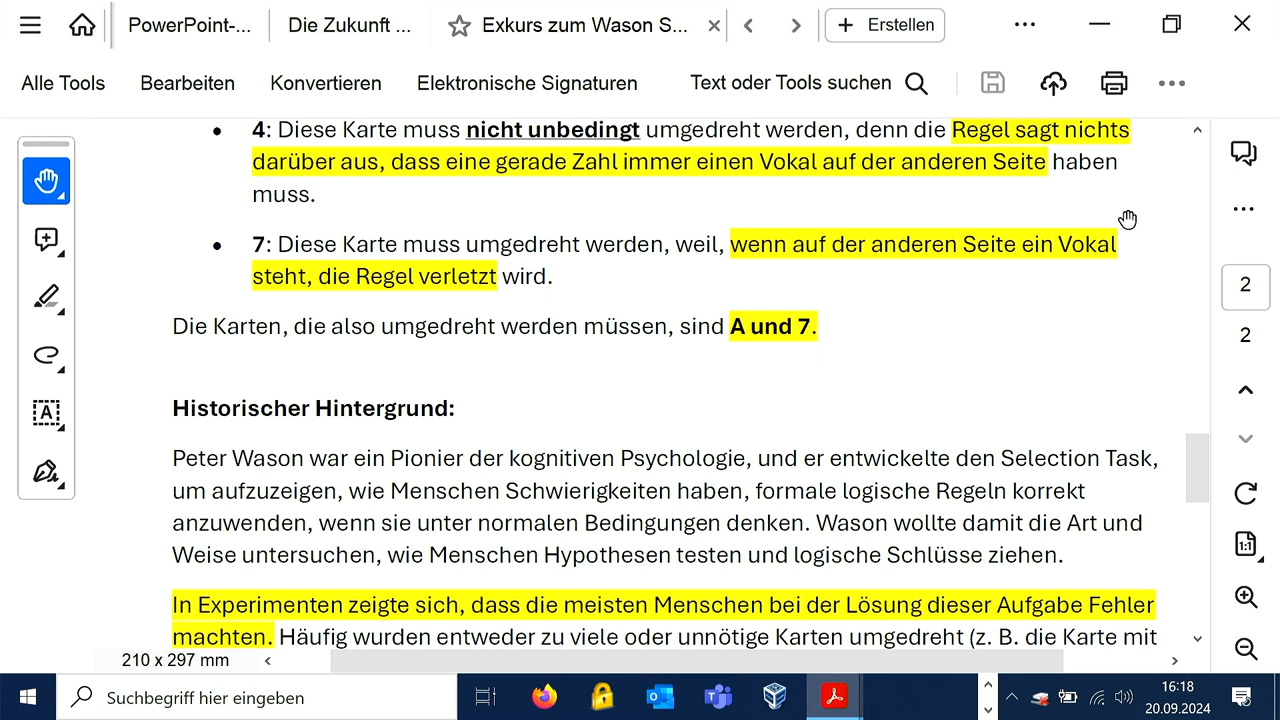 PowerPoint-...
Die Zukunft ...
Exkurs zum Wason S...
Erstellen
Alle Tools
Bearbeiten
Konvertieren
Elektronische Signaturen
Text oder Tools suchen
• 4: Diese Karte muss nicht unbedingt umgedreht werden, denn die Regel sagt nichts
darüber aus, dass eine gerade Zahl immer einen Vokal auf der anderen Seite haben
muss.
• 7: Diese Karte muss umgedreht werden, weil, wenn auf der anderen Seite ein Vokal
steht, die Regel verletzt wird.
Die Karten, die also umgedreht werden müssen, sind A und 7.
Historischer Hintergrund:
Peter Wason war ein Pionier der kognitiven Psychologie, und er entwickelte den Selection Task,
um aufzuzeigen, wie Menschen Schwierigkeiten haben, formale logische Regeln korrekt
anzuwenden, wenn sie unter normalen Bedingungen denken. Wason wollte damit die Art und
Weise untersuchen, wie Menschen Hypothesen testen und logische Schlüsse ziehen.
In Experimenten zeigte sich, dass die meisten Menschen bei der Lösung dieser Aufgabe Fehler
machten. Häufig wurden entweder zu viele oder unnötige Karten umgedreht (z. B. die Karte mit
2
2
1:1
210 x 297 mm
Suchbegriff hier eingeben
16:18
20.09.2024